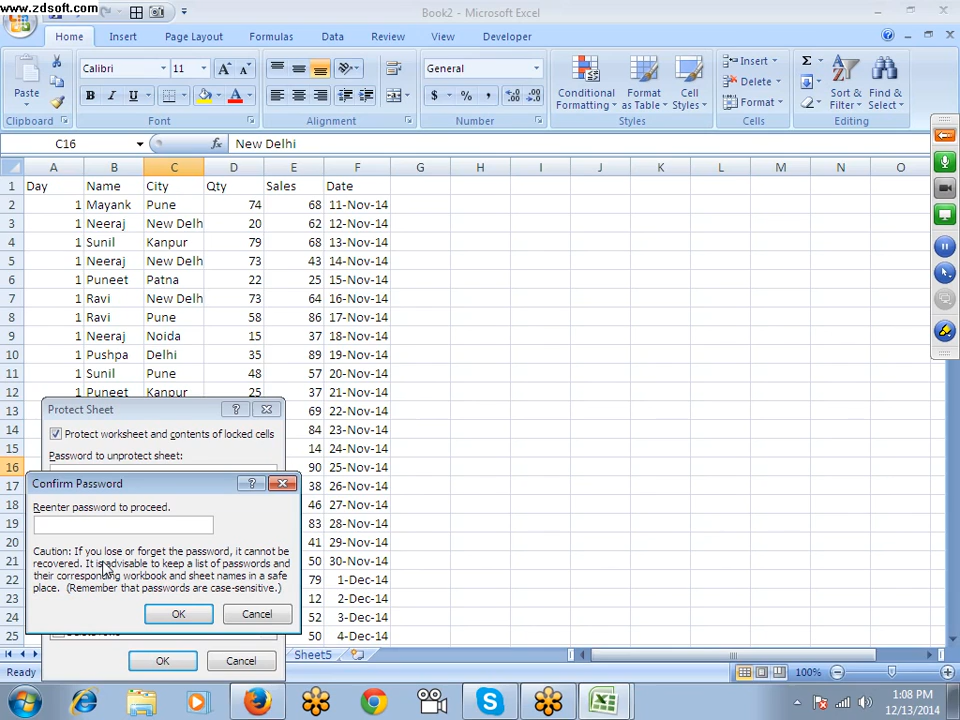 www.zdsoft.com
Book2 - Microsoft Excel
Home Insert Page Layout Formulas Data Review View Developer
Paste
Calibri 11
B I U
General
$ % ,
Conditional Formatting
Format as Table
Cell Styles
Insert
Delete
Format
Sort & Filter
Find & Select
Clipboard Font Alignment Number Styles Cells Editing
C16 fx New Delhi
A B C D E F G H I J K L M N O
1 Day Name City Qty Sales Date
2 1 Mayank Pune 74 68 11-Nov-14
3 1 Neeraj New Delh 20 62 12-Nov-14
4 1 Sunil Kanpur 79 68 13-Nov-14
5 1 Neeraj New Delh 73 43 14-Nov-14
6 1 Puneet Patna 22 25 15-Nov-14
7 1 Ravi New Delh 73 64 16-Nov-14
8 1 Ravi Pune 58 86 17-Nov-14
9 1 Neeraj Noida 15 37 18-Nov-14
10 1 Pushpa Delhi 35 89 19-Nov-14
11 1 Sunil Pune 48 57 20-Nov-14
12 1 Puneet Kanpur 25 37 21-Nov-14
13 69 22-Nov-14
14 84 23-Nov-14
15 14 24-Nov-14
16 90 25-Nov-14
17 38 26-Nov-14
18 46 27-Nov-14
19 83 28-Nov-14
20 41 29-Nov-14
21 50 30-Nov-14
22 79 1-Dec-14
23 12 2-Dec-14
24 52 3-Dec-14
25 50 4-Dec-14
Protect Sheet
Protect worksheet and contents of locked cells
Password to unprotect sheet:
Confirm Password
Reenter password to proceed.
Caution: If you lose or forget the password, it cannot be
recovered. It is advisable to keep a list of passwords and
their corresponding workbook and sheet names in a safe
place. (Remember that passwords are case-sensitive.)
OK Cancel
OK Cancel
Sheet5
Ready 100%
1:08 PM
12/13/2014